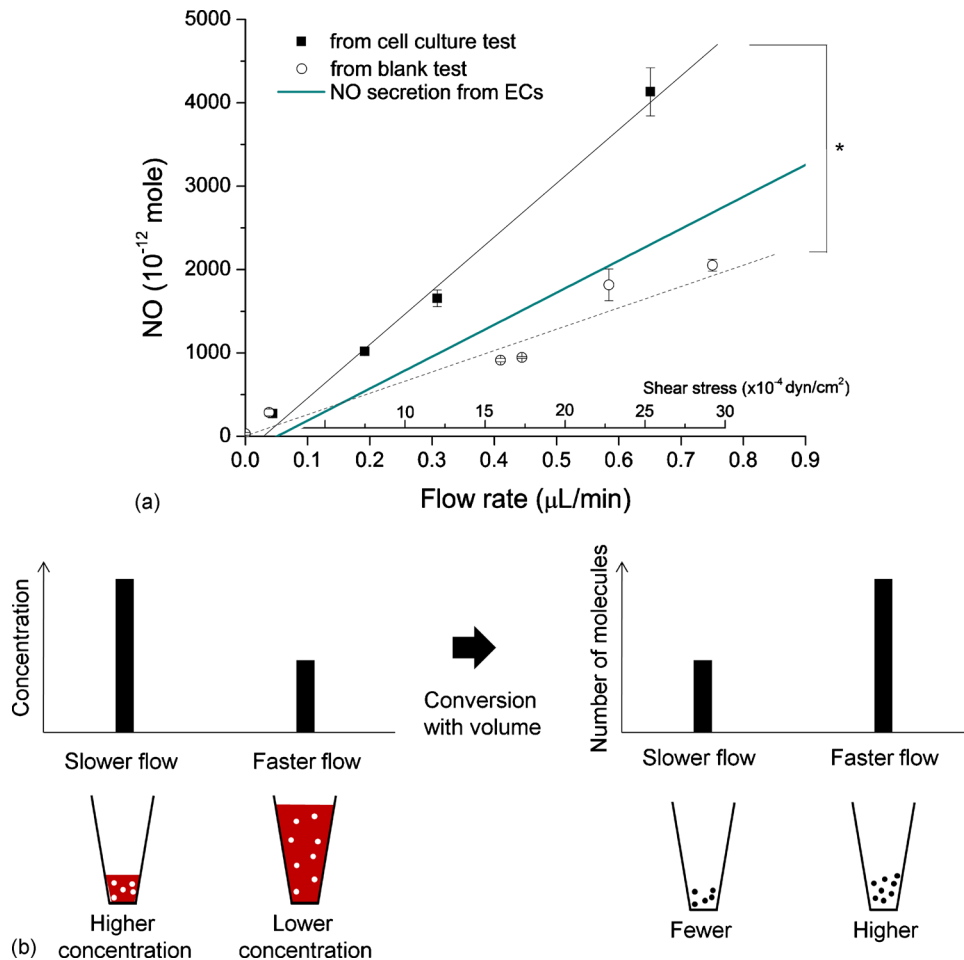 5000
4000
3000
2000
1000
0
NO (10⁻¹² mole)
from cell culture test
from blank test
NO secretion from ECs
*
Shear stress (x10⁻⁴ dyn/cm²)
10 15 20 25 30
0.0 0.1 0.2 0.3 0.4 0.5 0.6 0.7 0.8 0.9
Flow rate (μL/min)
(a)
Concentration
Slower flow Faster flow
Conversion
with volume
Number of molecules
Slower flow Faster flow
Higher
concentration
Lower
concentration
Fewer Higher
(b)